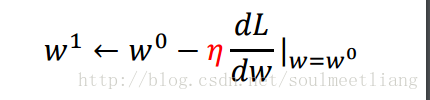 w¹ ← w⁰ − η dL/dw |w=w⁰
http://blog.csdn.net/soulmeetliang